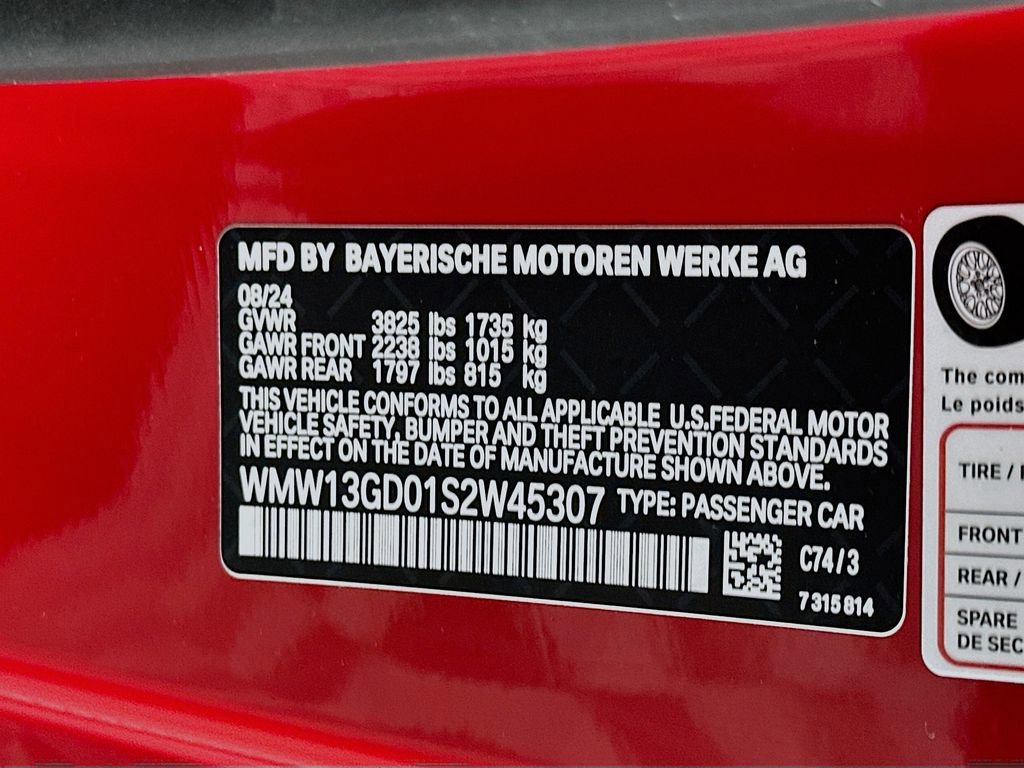 MFD BY BAYERISCHE MOTOREN WERKE AG
08/24
GVWR 3825 lbs 1735 kg
GAWR FRONT 2238 lbs 1015 kg
GAWR REAR 1797 lbs 815 kg
THIS VEHICLE CONFORMS TO ALL APPLICABLE U.S.FEDERAL MOTOR
VEHICLE SAFETY, BUMPER AND THEFT PREVENTION STANDARDS
IN EFFECT ON THE DATE OF MANUFACTURE SHOWN ABOVE.
WMW13GD01S2W45307 TYPE: PASSENGER CAR
C74/3
7315814
The com
Le poids
TIRE /
FRONT
REAR /
SPARE
DE SEC